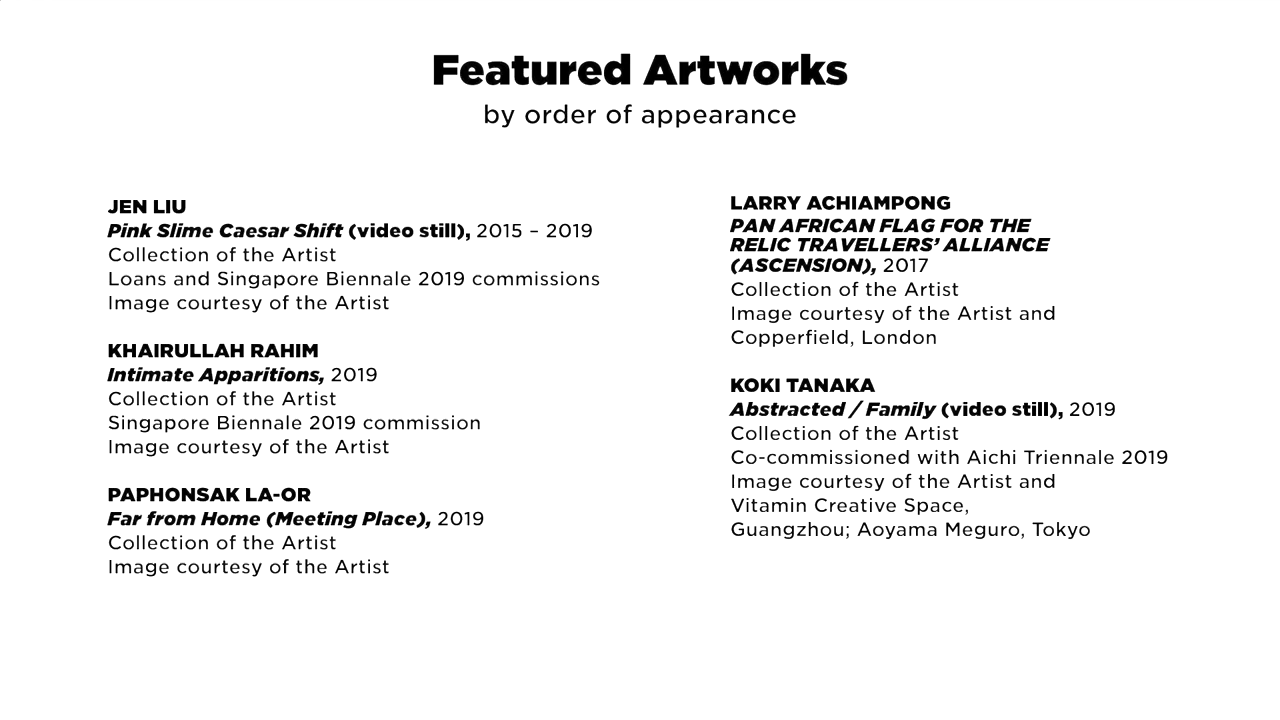 Featured Artworks
by order of appearance
JEN LIU
Pink Slime Caesar Shift (video still), 2015 – 2019
Collection of the Artist
Loans and Singapore Biennale 2019 commissions
Image courtesy of the Artist
KHAIRULLAH RAHIM
Intimate Apparitions, 2019
Collection of the Artist
Singapore Biennale 2019 commission
Image courtesy of the Artist
PAPHONSAK LA-OR
Far from Home (Meeting Place), 2019
Collection of the Artist
Image courtesy of the Artist
LARRY ACHIAMPONG
PAN AFRICAN FLAG FOR THE
RELIC TRAVELLERS’ ALLIANCE
(ASCENSION), 2017
Collection of the Artist
Image courtesy of the Artist and
Copperfield, London
KOKI TANAKA
Abstracted / Family (video still), 2019
Collection of the Artist
Co-commissioned with Aichi Triennale 2019
Image courtesy of the Artist and
Vitamin Creative Space,
Guangzhou; Aoyama Meguro, Tokyo